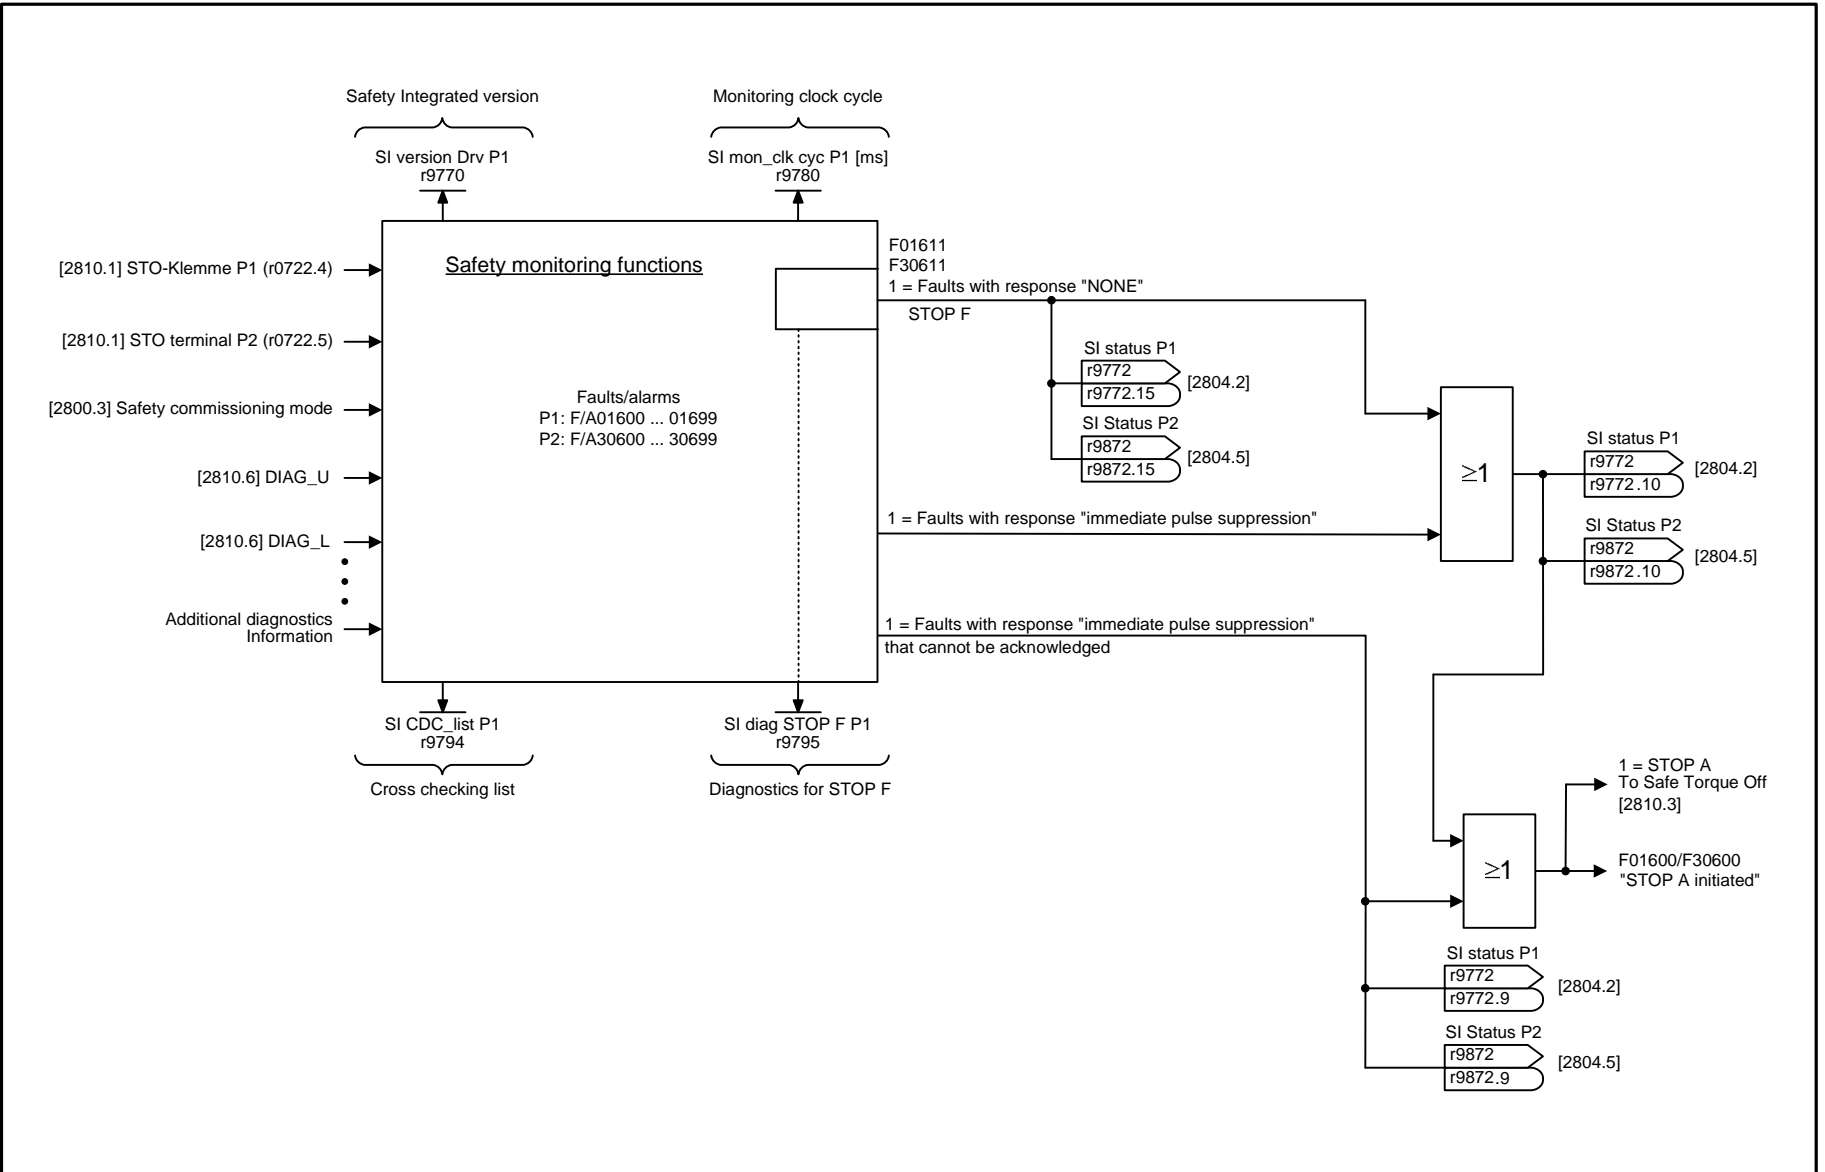 Safety Integrated version
Monitoring clock cycle
SI version Drv P1
r9770
SI mon_clk cyc P1 [ms]
r9780
[2810.1] STO-Klemme P1 (r0722.4)
[2810.1] STO terminal P2 (r0722.5)
[2800.3] Safety commissioning mode
[2810.6] DIAG_U
[2810.6] DIAG_L
Additional diagnostics
Information
Safety monitoring functions
Faults/alarms
P1: F/A01600 ... 01699
P2: F/A30600 ... 30699
F01611
F30611
1 = Faults with response "NONE"
STOP F
SI status P1
r9772
r9772.15
[2804.2]
SI Status P2
r9872
r9872.15
[2804.5]
1 = Faults with response "immediate pulse suppression"
≥1
SI status P1
r9772
r9772.10
[2804.2]
SI Status P2
r9872
r9872.10
[2804.5]
1 = Faults with response "immediate pulse suppression"
that cannot be acknowledged
SI CDC_list P1
r9794
Cross checking list
SI diag STOP F P1
r9795
Diagnostics for STOP F
≥1
1 = STOP A
To Safe Torque Off
[2810.3]
F01600/F30600
"STOP A initiated"
SI status P1
r9772
r9772.9
[2804.2]
SI Status P2
r9872
r9872.9
[2804.5]